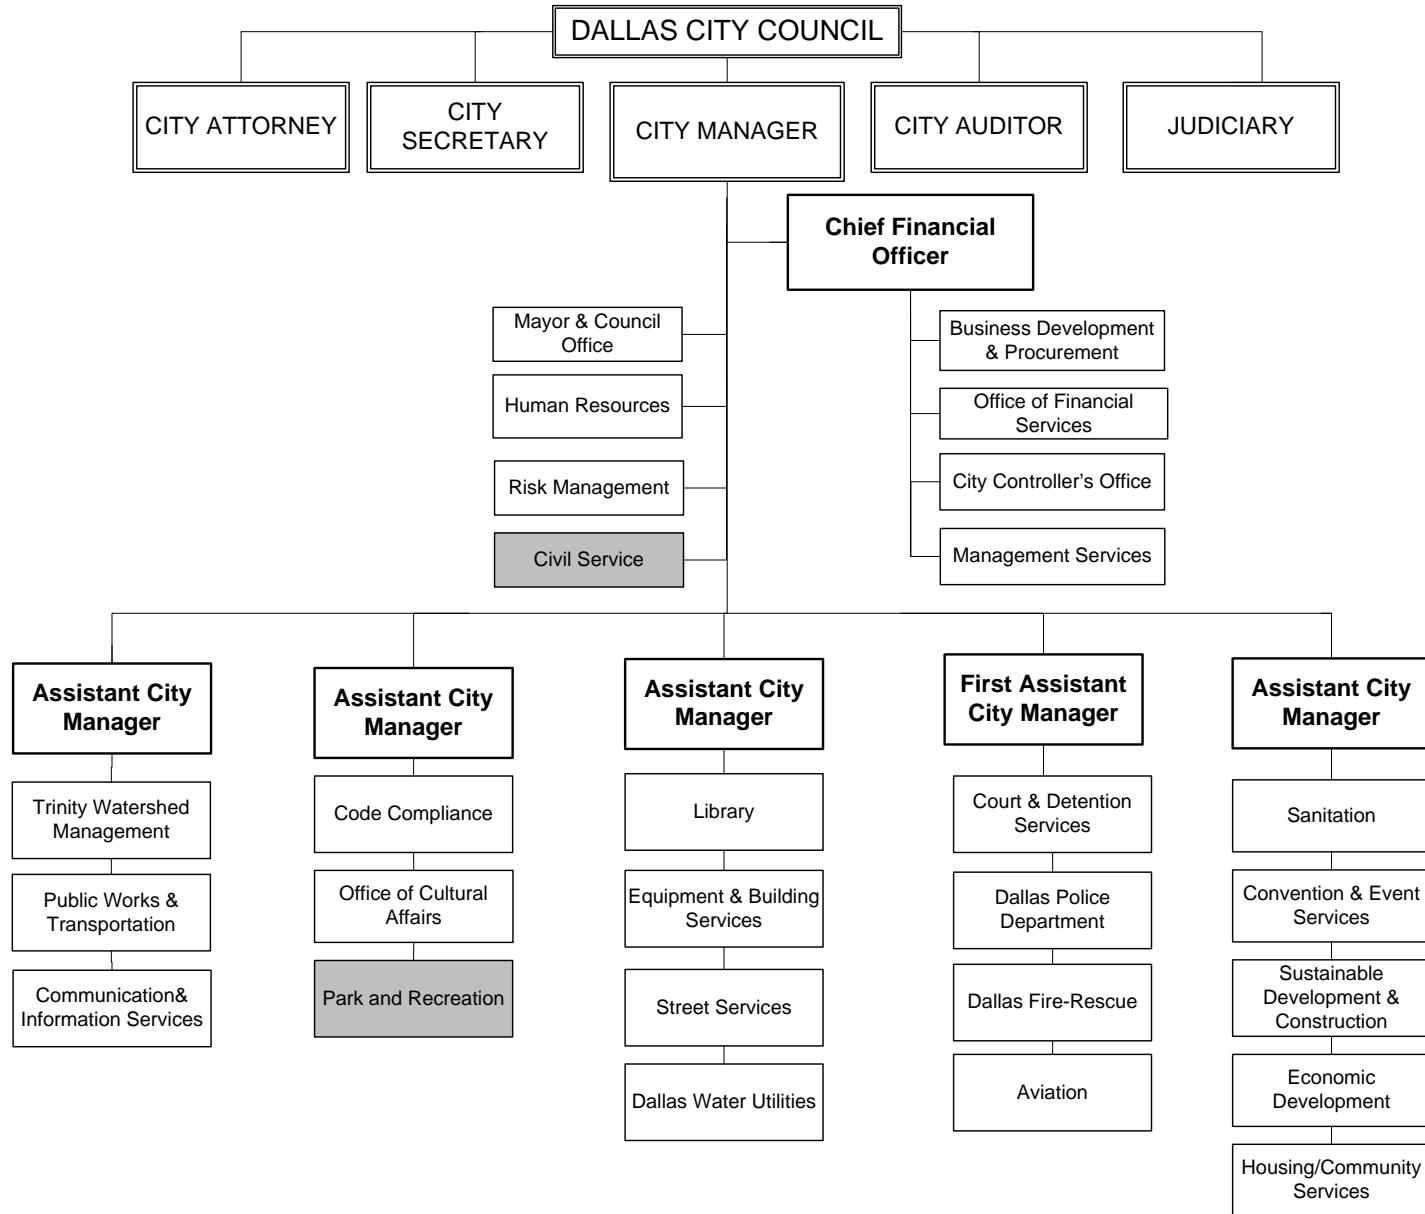 DALLAS CITY COUNCIL
CITY ATTORNEY
CITY
SECRETARY
CITY MANAGER
CITY AUDITOR
JUDICIARY
Chief Financial
Officer
Mayor & Council
Office
Human Resources
Risk Management
Civil Service
Business Development
& Procurement
Office of Financial
Services
City Controller’s Office
Management Services
Assistant City
Manager
Trinity Watershed
Management
Public Works &
Transportation
Communication&
Information Services
Assistant City
Manager
Code Compliance
Office of Cultural
Affairs
Park and Recreation
Assistant City
Manager
Library
Equipment & Building
Services
Street Services
Dallas Water Utilities
First Assistant
City Manager
Court & Detention
Services
Dallas Police
Department
Dallas Fire-Rescue
Aviation
Assistant City
Manager
Sanitation
Convention & Event
Services
Sustainable
Development &
Construction
Economic
Development
Housing/Community
Services